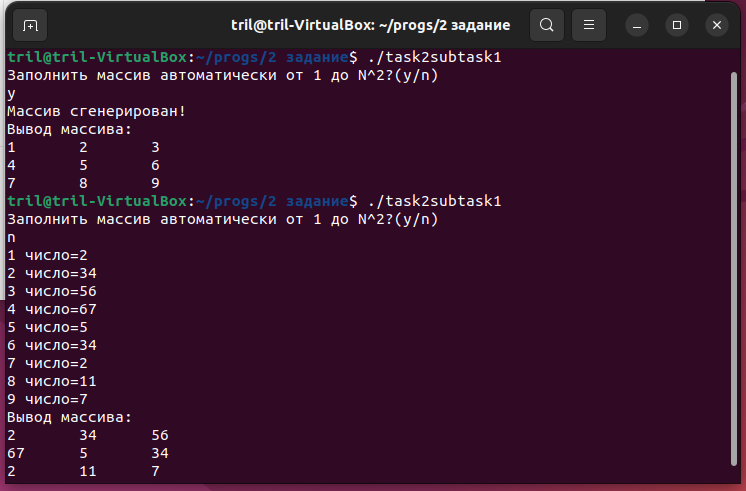 tril@tril-VirtualBox: ~/progs/2 задание
tril@tril-VirtualBox:~/progs/2 задание$ ./task2subtask1
Заполнить массив автоматически от 1 до N^2?(y/n)
y
Массив сгенерирован!
Вывод массива:
1 2 3
4 5 6
7 8 9
tril@tril-VirtualBox:~/progs/2 задание$ ./task2subtask1
Заполнить массив автоматически от 1 до N^2?(y/n)
n
1 число=2
2 число=34
3 число=56
4 число=67
5 число=5
6 число=34
7 число=2
8 число=11
9 число=7
Вывод массива:
2 34 56
67 5 34
2 11 7